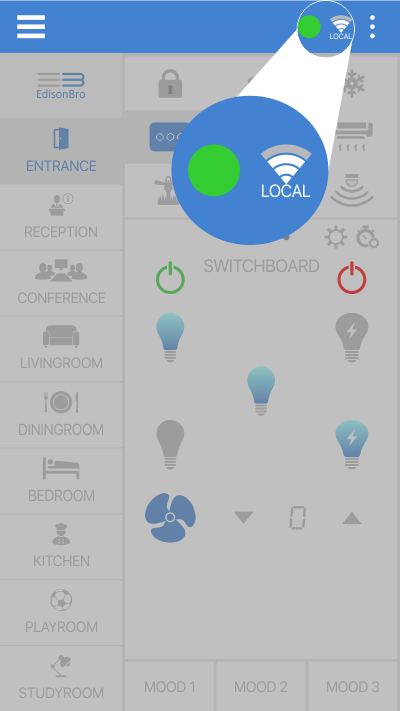 LOCAL
EdisonBro
LOCAL
ENTRANCE
RECEPTION
SWITCHBOARD
CONFERENCE
LIVINGROOM
DININGROOM
BEDROOM
0
KITCHEN
PLAYROOM
STUDYROOM
MOOD 1
MOOD 2
MOOD 3